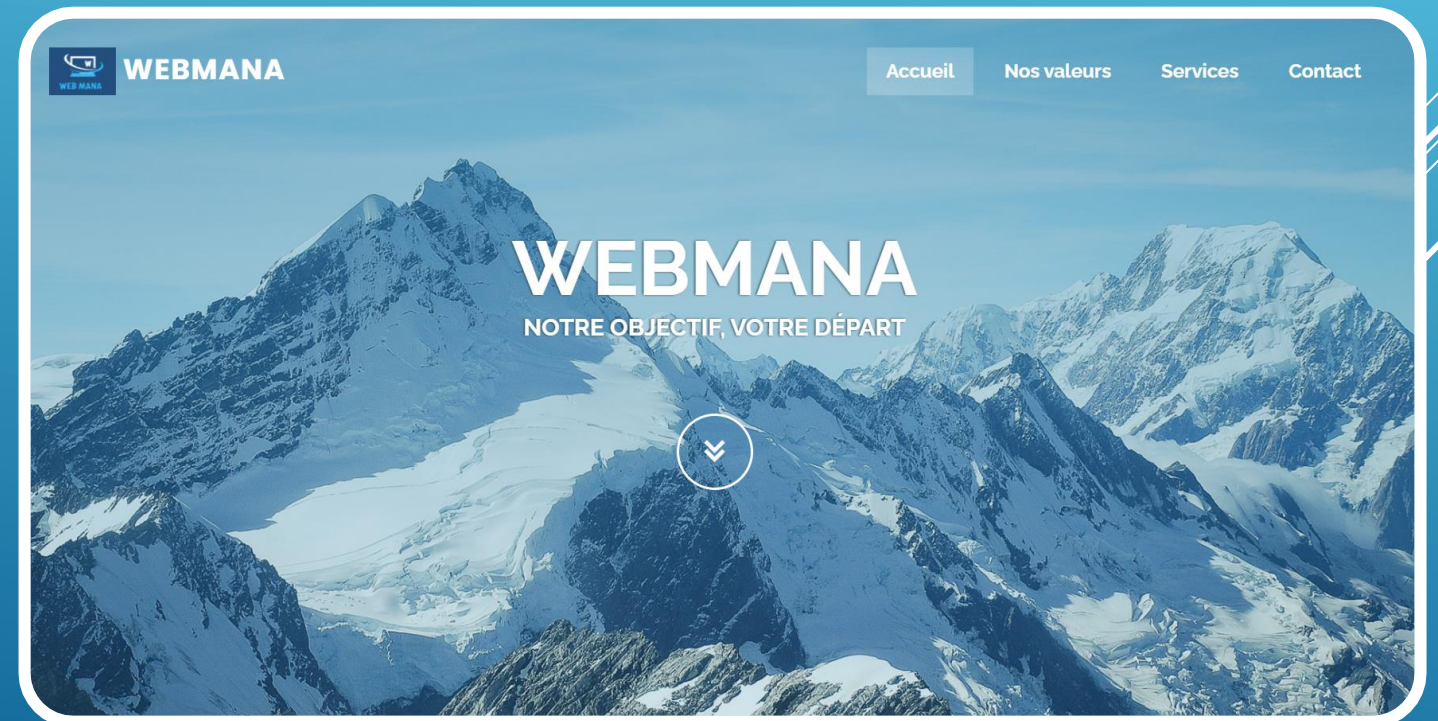 WEB MANA
WEBMANA
Accueil
Nos valeurs
Services
Contact
WEBMANA
NOTRE OBJECTIF, VOTRE DÉPART